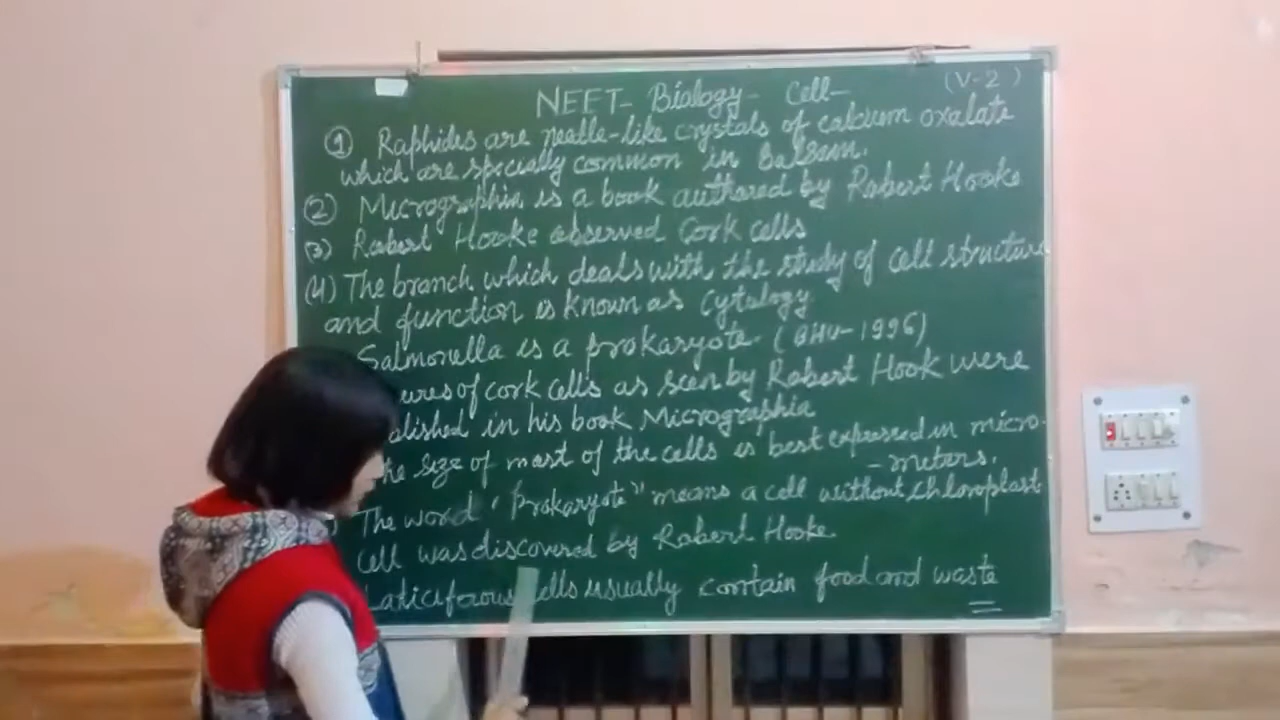 NEET- Biology- Cell-
(V-2)
① Raphides are needle-like crystals of calcium oxalate
which are specially common in Balsam.
② Micrographia is a book authored by Robert Hooke
(3) Robert Hooke observed Cork cells
(4) The branch which deals with the study of cell structure
and function is known as Cytology
Salmonella is a prokaryote. (BHU-1996)
ures of cork cells as seen by Robert Hook were
blished in his book Micrographia
he size of most of the cells is best expressed in micro-
-meters.
The word "Prokaryote" means a cell without Chloroplast
Cell was discovered by Robert Hooke
Laticiferous cells usually contain food and waste